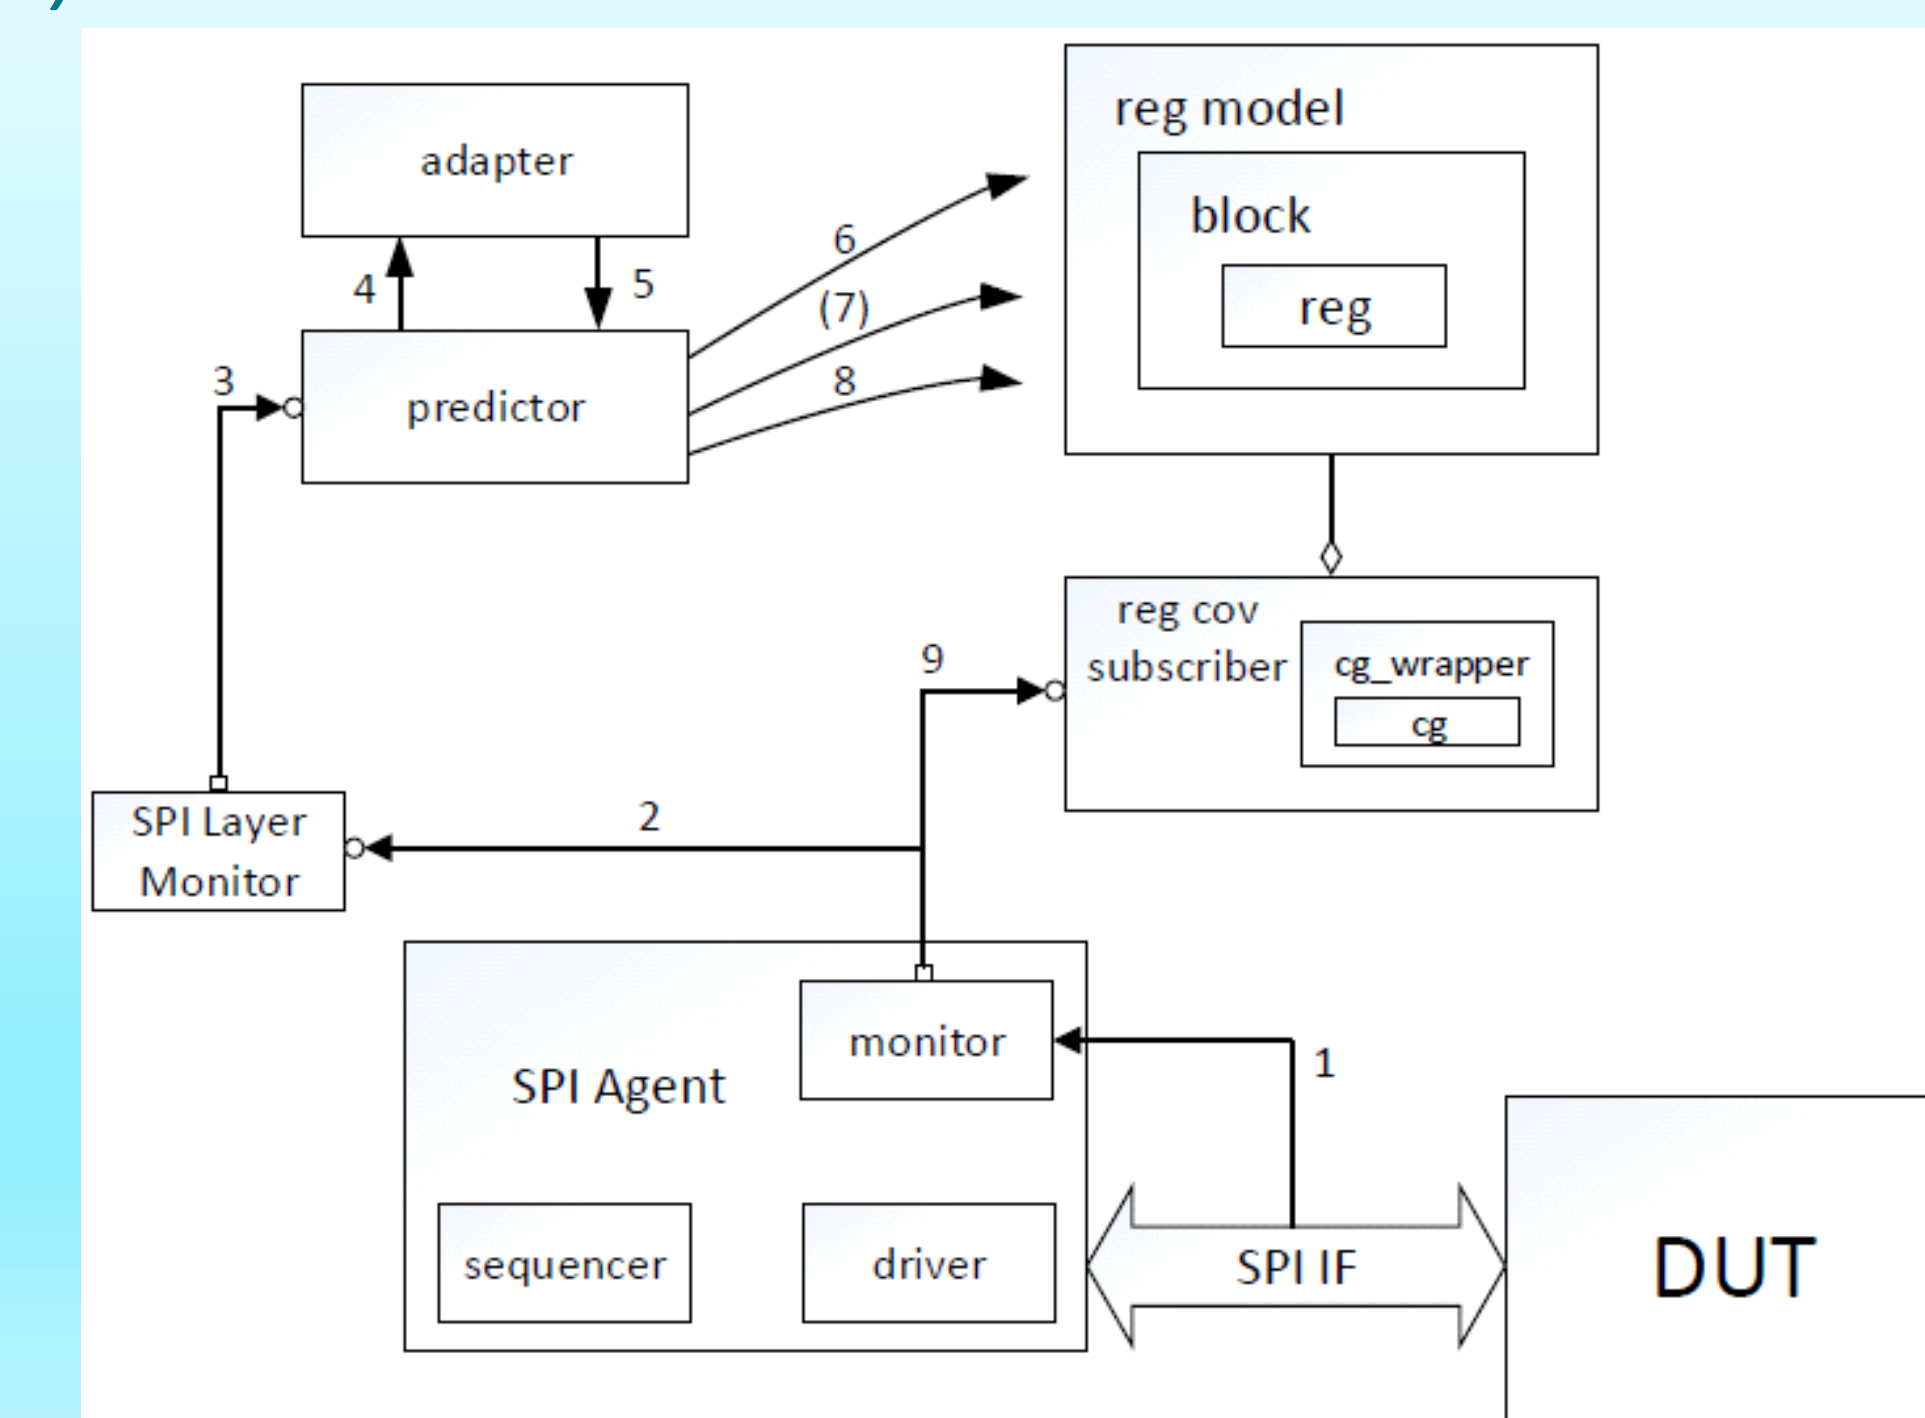 adapter
reg model
block
reg
4
5
6
(7)
8
3
predictor
reg cov
subscriber
cg_wrapper
cg
9
2
SPI Layer
Monitor
monitor
SPI Agent
1
sequencer
driver
SPI IF
DUT